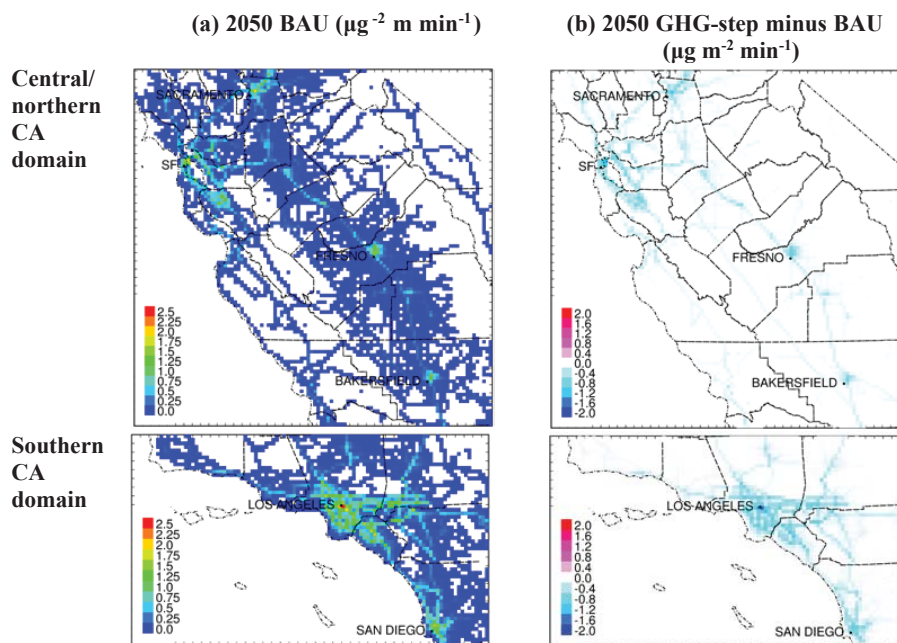 (a) 2050 BAU (µg ⁻² m min⁻¹)
(b) 2050 GHG-step minus BAU
(µg m⁻² min⁻¹)
Central/
northern
CA
domain
SACRAMENTO
SF
FRESNO
BAKERSFIELD
2.5
2.25
2.0
1.75
1.5
1.25
1.0
0.75
0.5
0.25
0.0
SACRAMENTO
SF
FRESNO
BAKERSFIELD
2.0
1.6
1.2
0.8
0.4
0.0
-0.4
-0.8
-1.2
-1.6
-2.0
Southern
CA
domain
LOS ANGELES
SAN DIEGO
2.5
2.25
2.0
1.75
1.5
1.25
1.0
0.75
0.5
0.25
0.0
LOS ANGELES
SAN DIEGO
2.0
1.6
1.2
0.8
0.4
0.0
-0.4
-0.8
-1.2
-1.6
-2.0